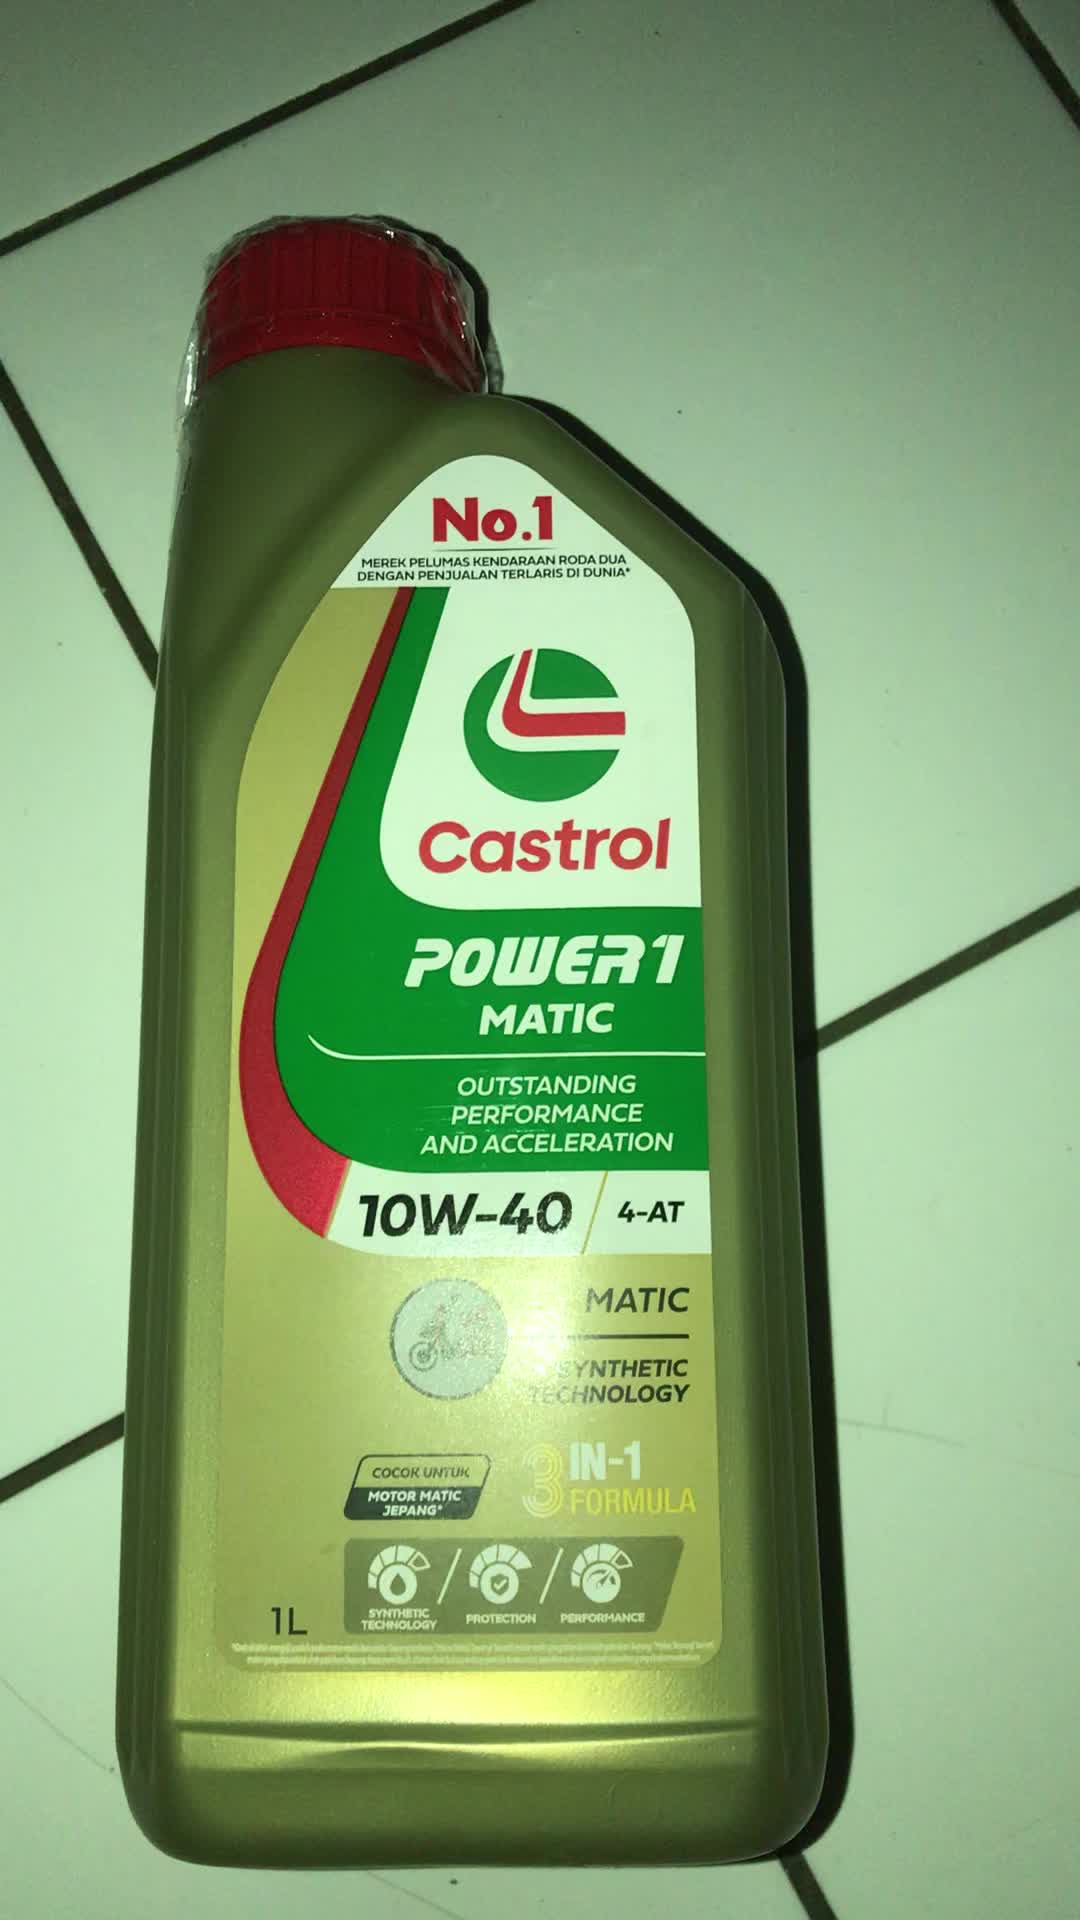 No.1
MEREK PELUMAS KENDARAAN RODA DUA
DENGAN PENJUALAN TERLARIS DI DUNIA*
Castrol
POWER1
MATIC
OUTSTANDING
PERFORMANCE
AND ACCELERATION
10W-40
4-AT
MATIC
SYNTHETIC
TECHNOLOGY
3 IN-1
FORMULA
COCOK UNTUK
MOTOR MATIC
JEPANG*
SYNTHETIC
TECHNOLOGY
PROTECTION
PERFORMANCE
1L